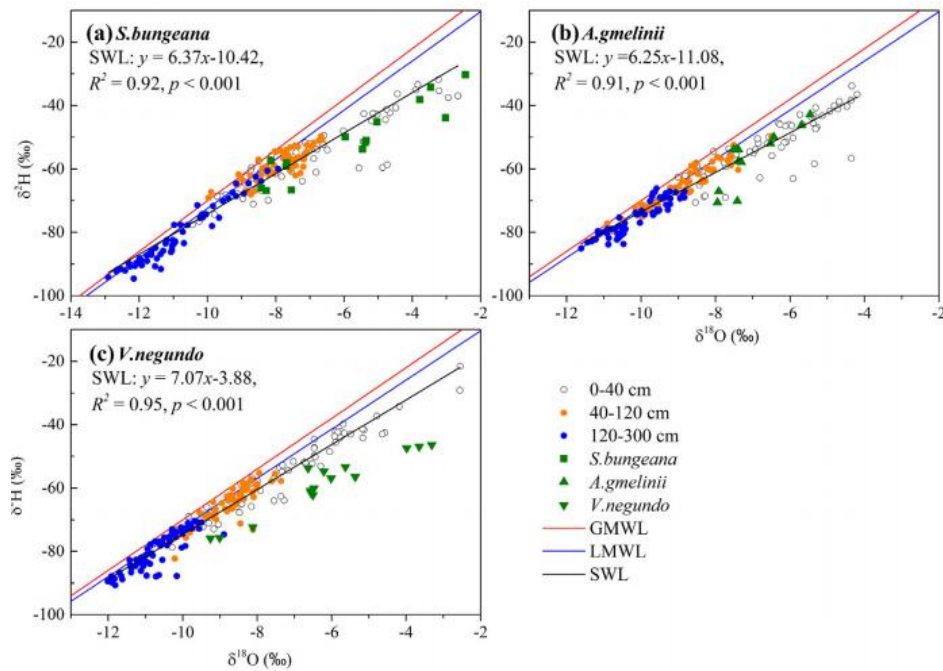 (a) S.bungeana
SWL: y = 6.37x-10.42,
R² = 0.92, p < 0.001
δ²H (‰)
-20
-40
-60
-80
-100
-14
-12
-10
-8
-6
-4
-2
(b) A.gmelinii
SWL: y =6.25x-11.08,
R² = 0.91, p < 0.001
-20
-40
-60
-80
-100
-12
-10
-8
-6
-4
-2
δ¹⁸O (‰)
(c) V.negundo
SWL: y = 7.07x-3.88,
R² = 0.95, p < 0.001
δ²H (‰)
-20
-40
-60
-80
-100
-13
-12
-10
-8
-6
-4
-2
δ¹⁸O (‰)
0-40 cm
40-120 cm
120-300 cm
S.bungeana
A.gmelinii
V.negundo
GMWL
LMWL
SWL